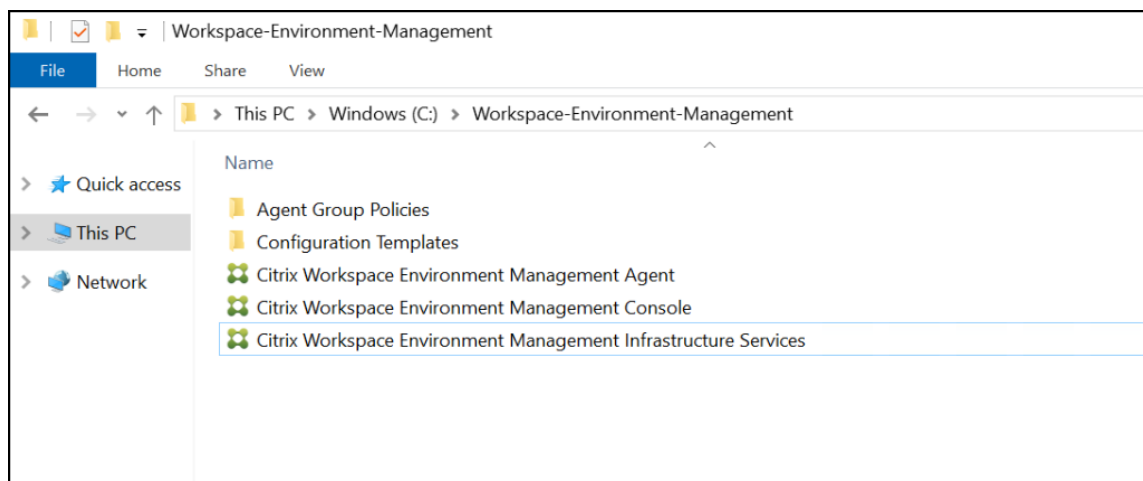 Workspace-Environment-Management
File Home Share View
This PC Windows (C:) Workspace-Environment-Management
Name
Quick access
This PC
Network
Agent Group Policies
Configuration Templates
Citrix Workspace Environment Management Agent
Citrix Workspace Environment Management Console
Citrix Workspace Environment Management Infrastructure Services